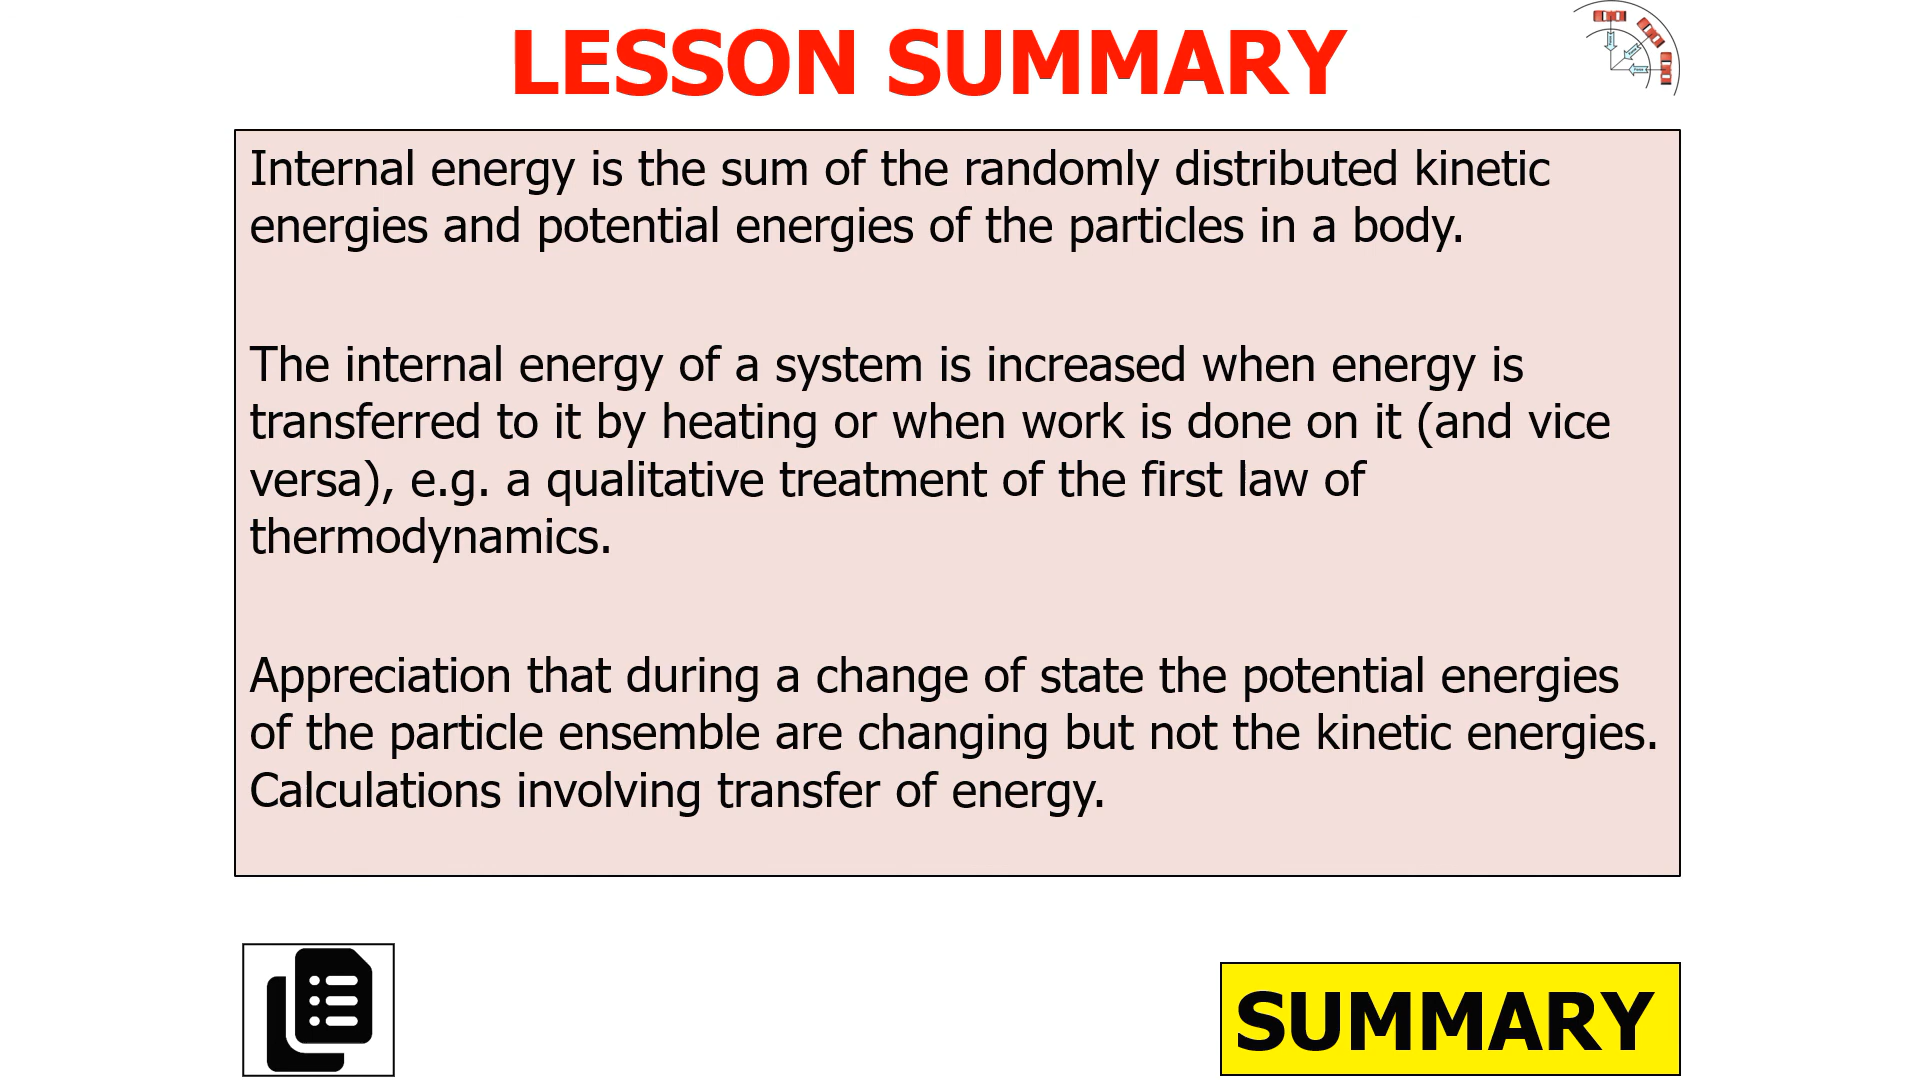 LESSON SUMMARY
Internal energy is the sum of the randomly distributed kinetic
energies and potential energies of the particles in a body.
The internal energy of a system is increased when energy is
transferred to it by heating or when work is done on it (and vice
versa), e.g. a qualitative treatment of the first law of
thermodynamics.
Appreciation that during a change of state the potential energies
of the particle ensemble are changing but not the kinetic energies.
Calculations involving transfer of energy.
SUMMARY